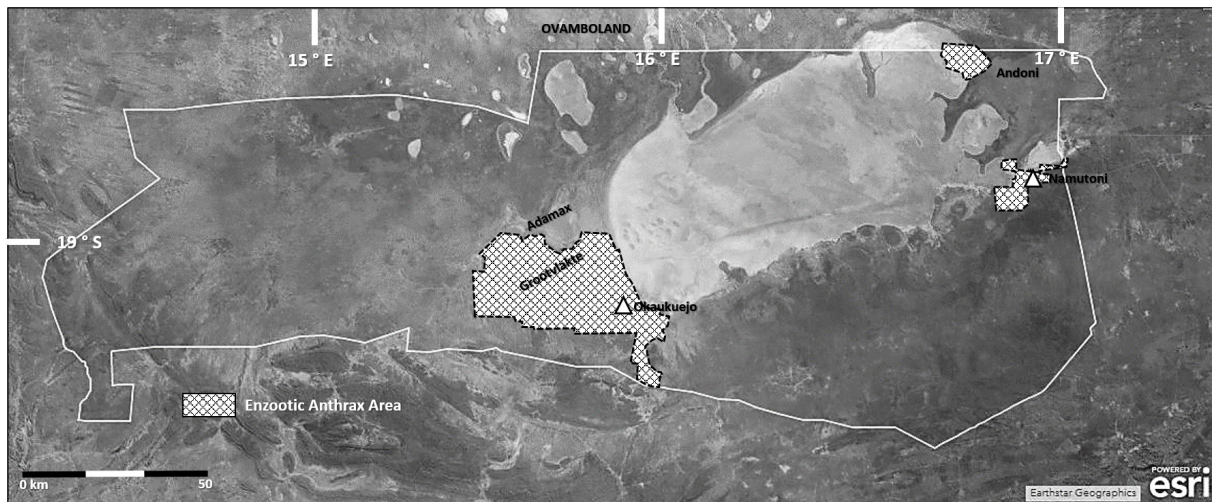 OVAMBOLAND
15 ° E
16 ° E
17 ° E
Andoni
Namutoni
Adamax
19 ° S
Grootvlakte
Okaukuejo
Enzootic Anthrax Area
0 km
50
Earthstar Geographics
POWERED BY
esri